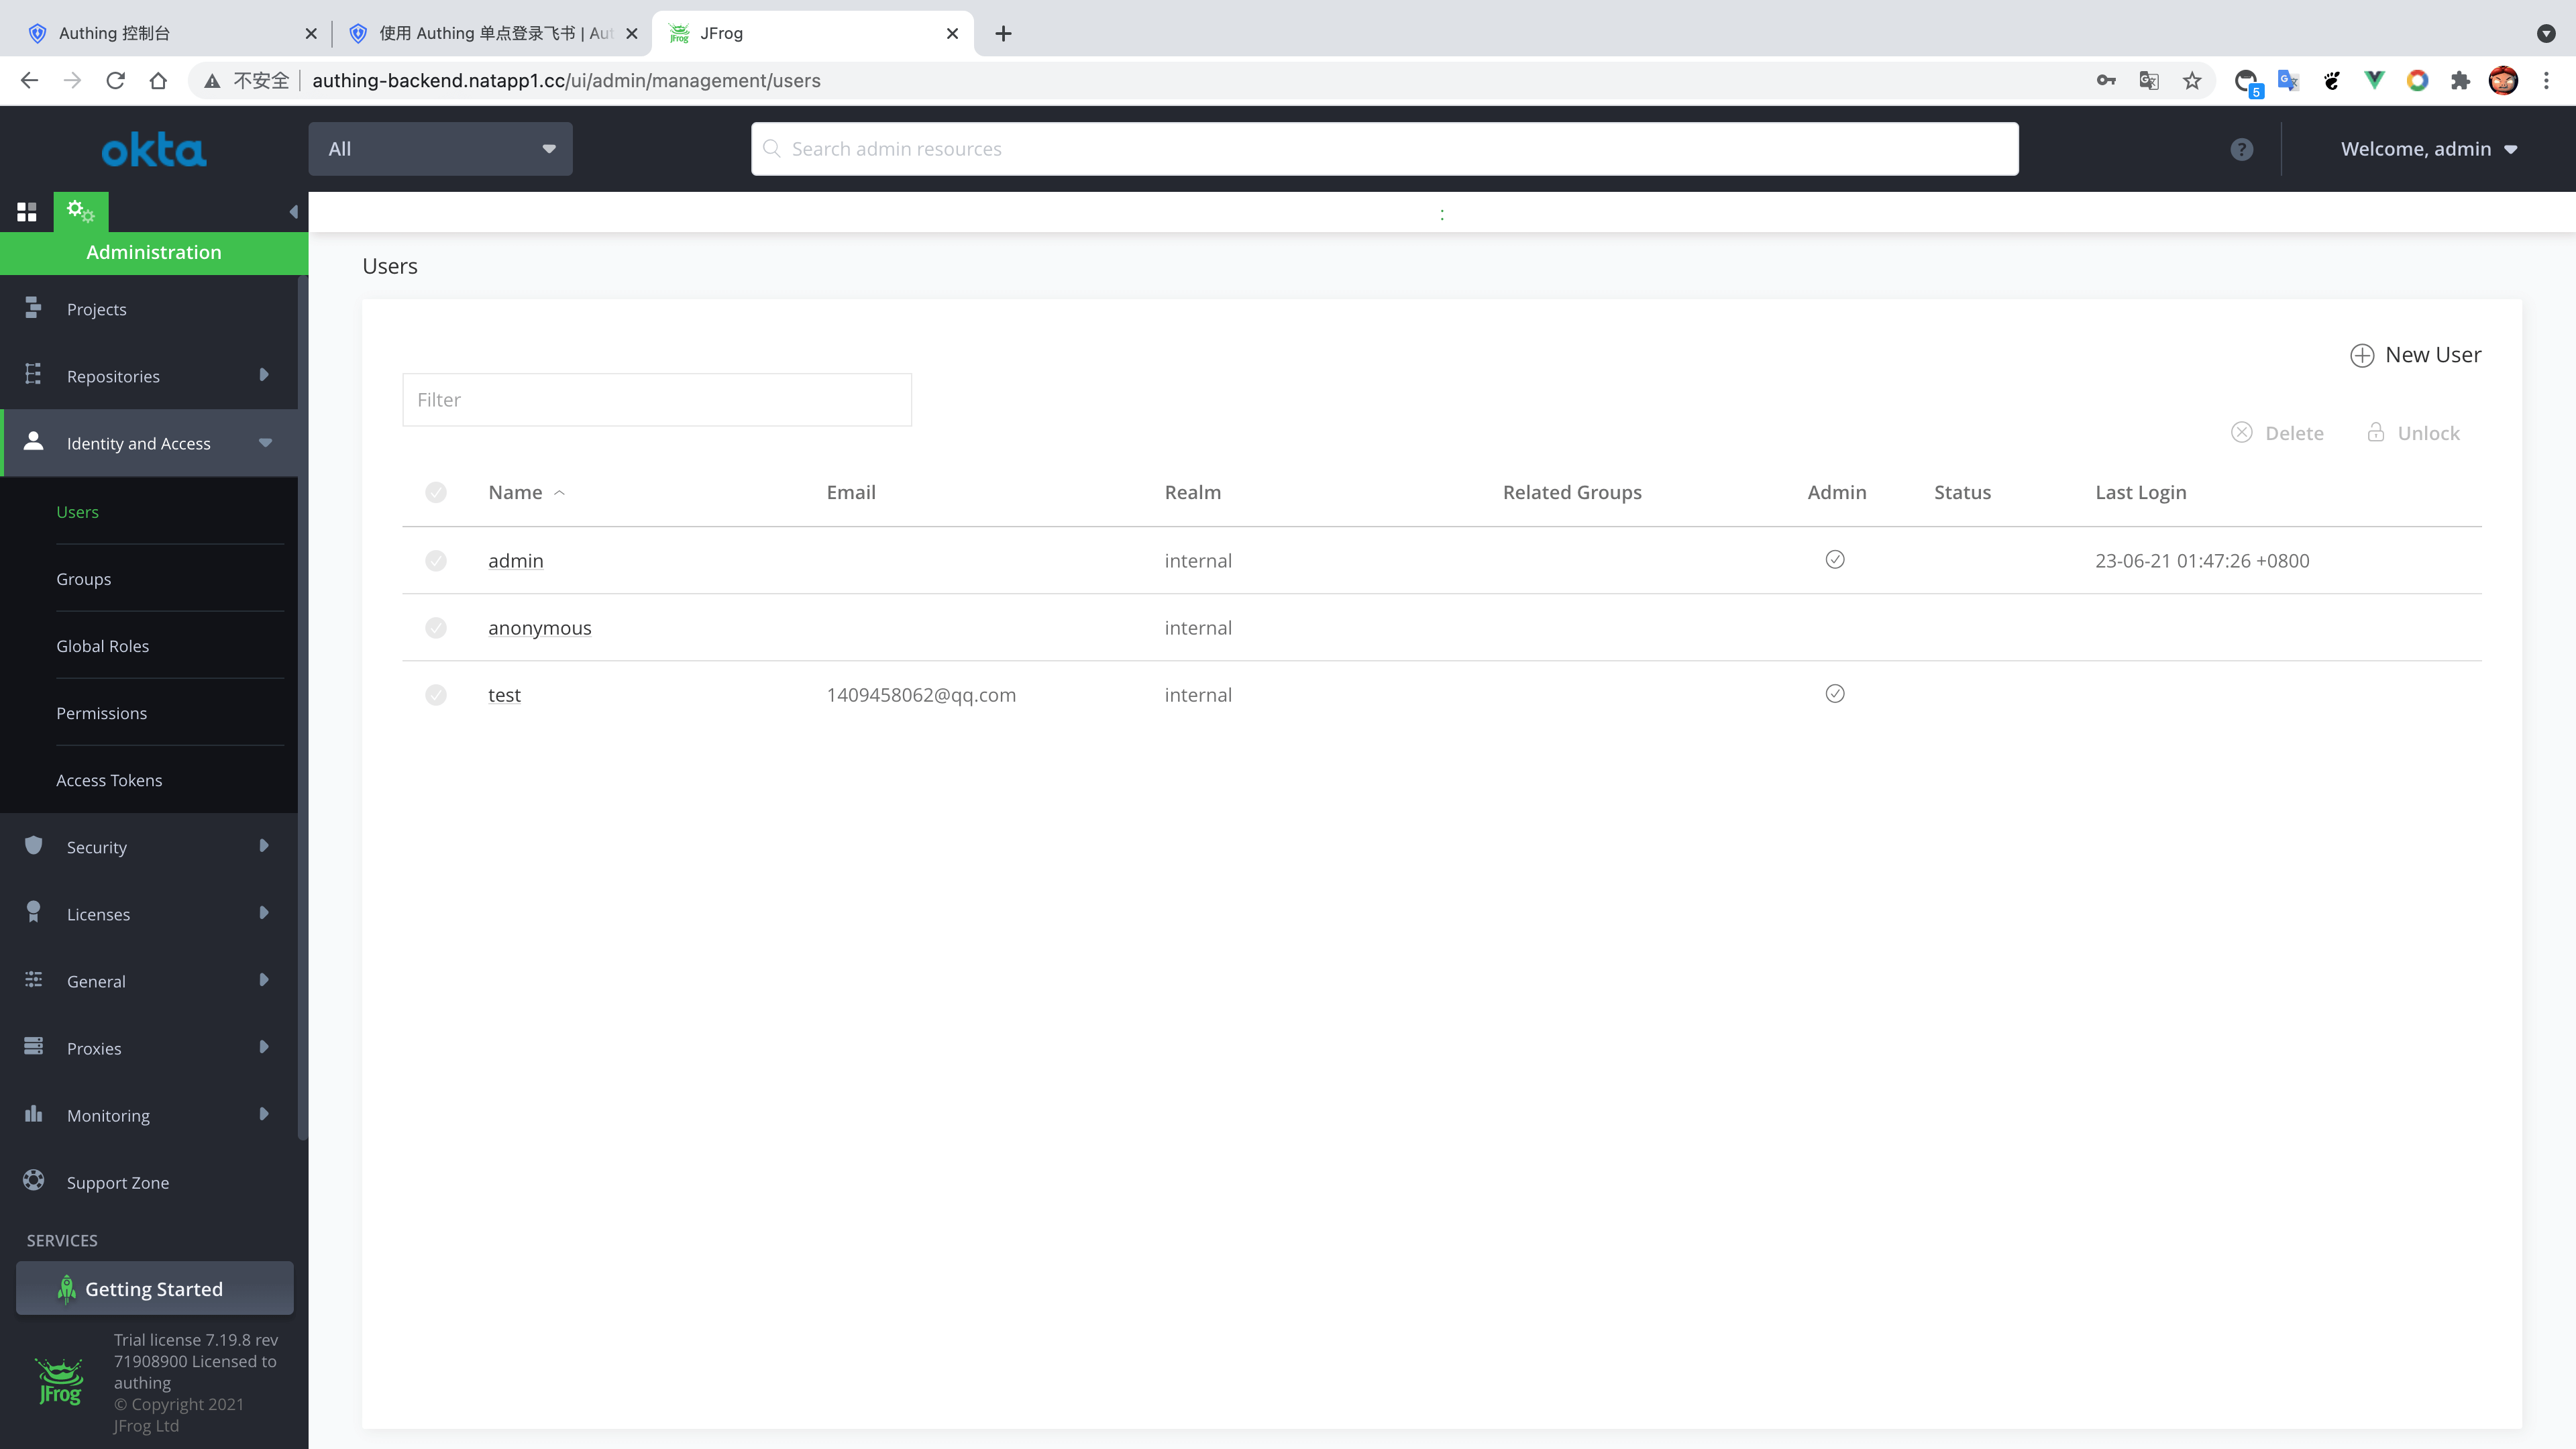 Authing 控制台
使用 Authing 单点登录飞书 | Aut
JFrog
不安全
authing-backend.natapp1.cc/ui/admin/management/users
5
okta
All
Search admin resources
?
Welcome, admin
:
Administration
Projects
Repositories
Identity and Access
Users
Groups
Global Roles
Permissions
Access Tokens
Security
Licenses
General
Proxies
Monitoring
Support Zone
SERVICES
Getting Started
JFrog
Trial license 7.19.8 rev
71908900 Licensed to
authing
© Copyright 2021
JFrog Ltd
Users
New User
Filter
Delete Unlock
Name Email Realm Related Groups Admin Status Last Login
admin internal 23-06-21 01:47:26 +0800
anonymous internal
test 1409458062@qq.com internal